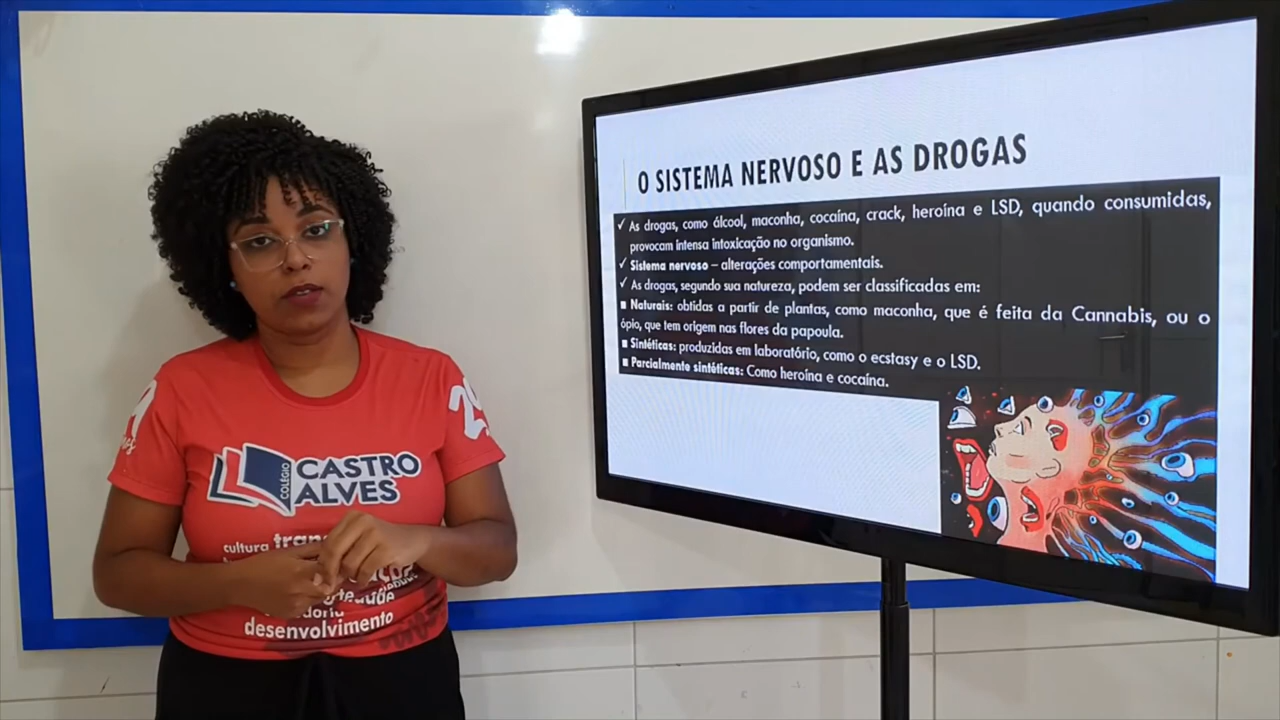 O SISTEMA NERVOSO E AS DROGAS
✓ As drogas, como álcool, maconha, cocaína, crack, heroína e LSD, quando consumidas,
provocam intensa intoxicação no organismo.
✓ Sistema nervoso – alterações comportamentais.
✓ As drogas, segundo sua natureza, podem ser classificadas em:
■ Naturais: obtidas a partir de plantas, como maconha, que é feita da Cannabis, ou o
ópio, que tem origem nas flores da papoula.
■ Sintéticas: produzidas em laboratório, como o ecstasy e o LSD.
■ Parcialmente sintéticas: Como heroína e cocaína.
COLÉGIO
CASTRO
ALVES
cultura
desenvolvimento